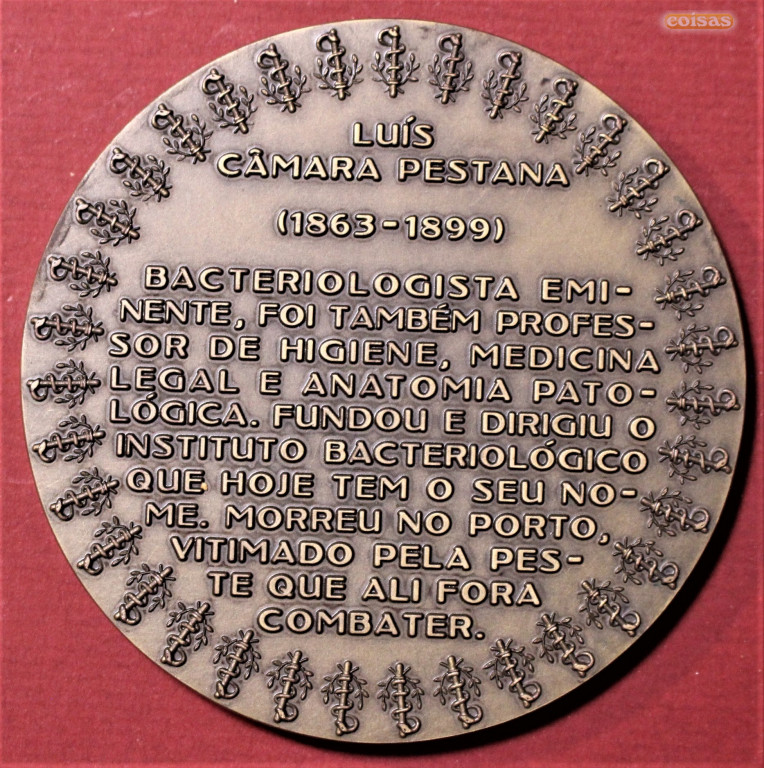 coisas
LUÍS
CÂMARA PESTANA
(1863-1899)
BACTERIOLOGISTA EMI-
NENTE, FOI TAMBÉM PROFES-
SOR DE HIGIENE, MEDICINA
LEGAL E ANATOMIA PATO-
LÓGICA. FUNDOU E DIRIGIU O
INSTITUTO BACTERIOLÓGICO
QUE HOJE TEM O SEU NO-
ME. MORREU NO PORTO,
VITIMADO PELA PES-
TE QUE ALI FORA
COMBATER.